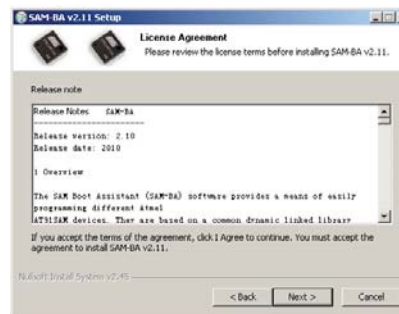 SAM-BA v2.11 Setup
License Agreement
Please review the license terms before installing SAM-BA v2.11.
Release note
Release Notes SAM-BA
Release version: 2.10
Release date: 2010
1 Overview
The SAM Boot Assistant (SAM-BA) software provides a means of easily
programming different Atmel
AT91SAM devices. They are based on a common dynamic linked library
If you accept the terms of the agreement, click I Agree to continue. You must accept the
agreement to install SAM-BA v2.11.
Nullsoft Install System v2.45
< Back
Next >
Cancel